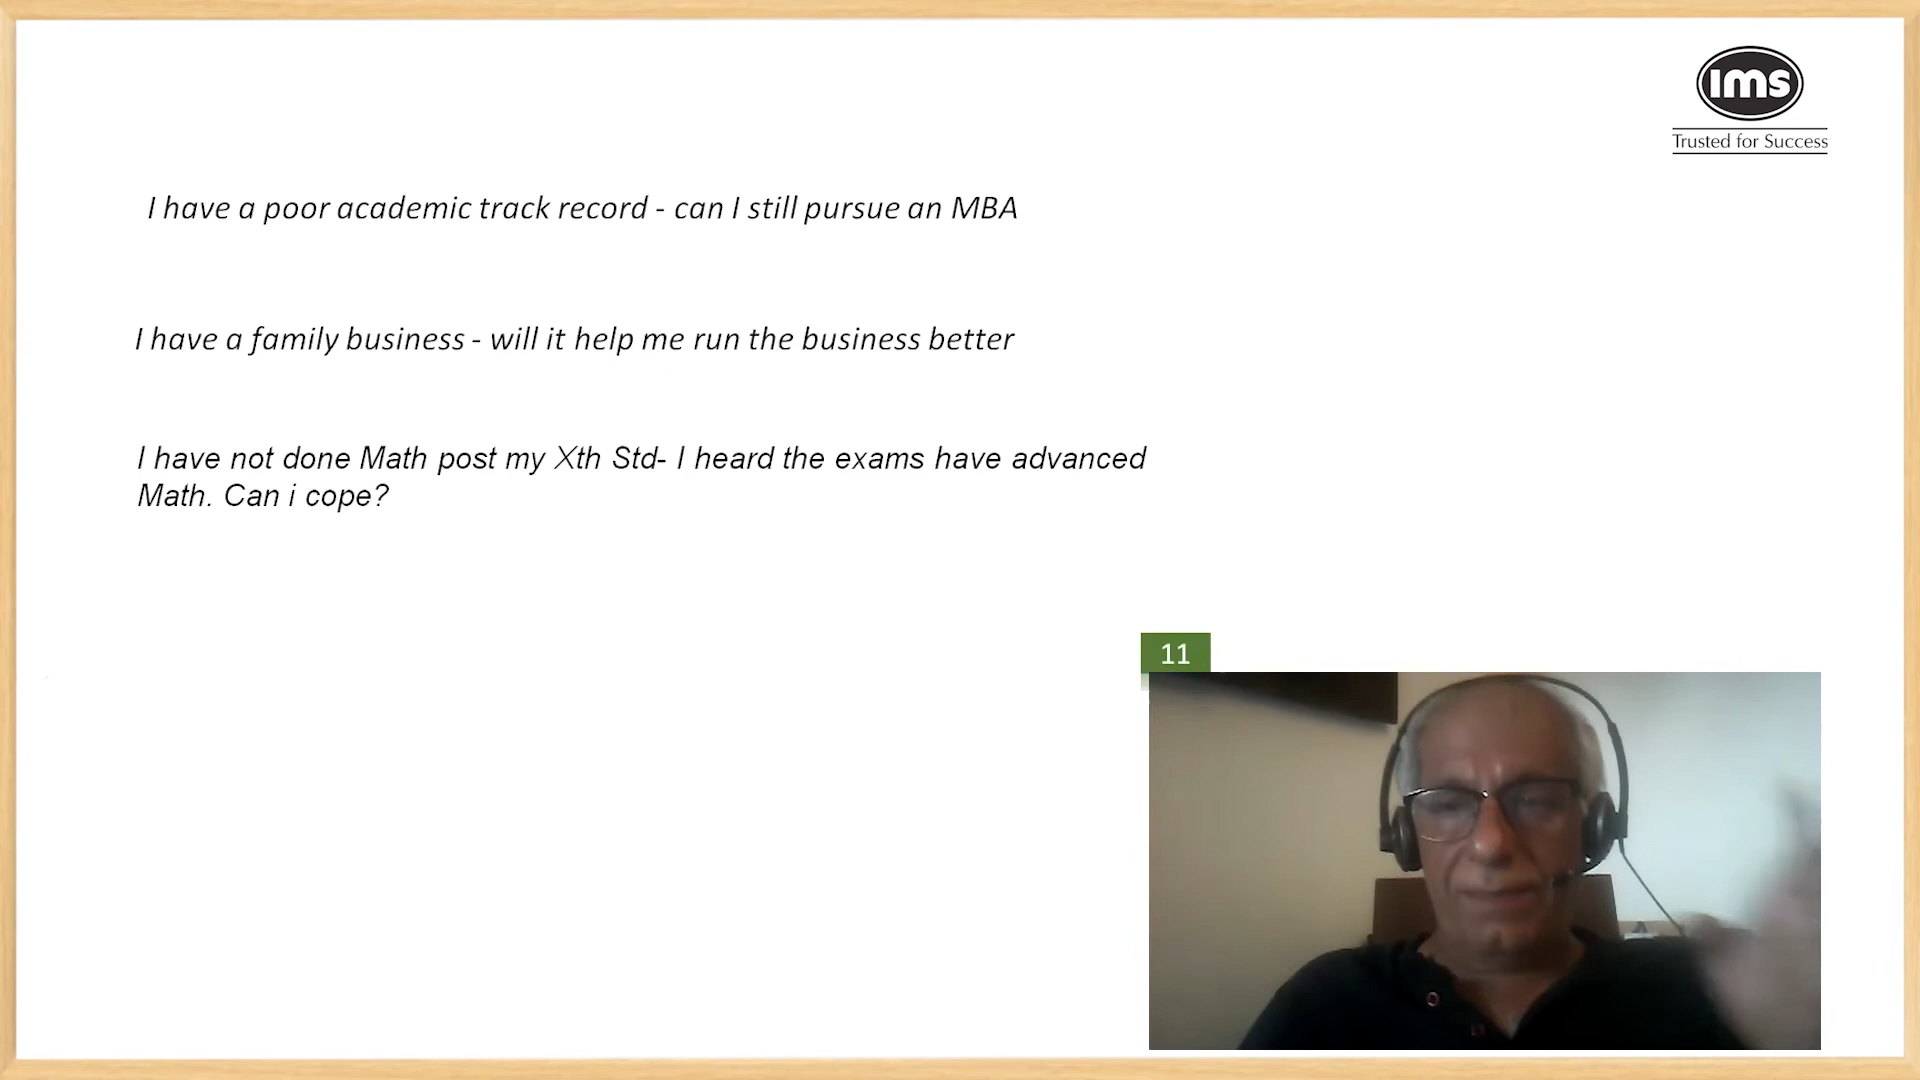 ims
Trusted for Success
I have a poor academic track record - can I still pursue an MBA
I have a family business - will it help me run the business better
I have not done Math post my Xth Std- I heard the exams have advanced
Math. Can i cope?
11